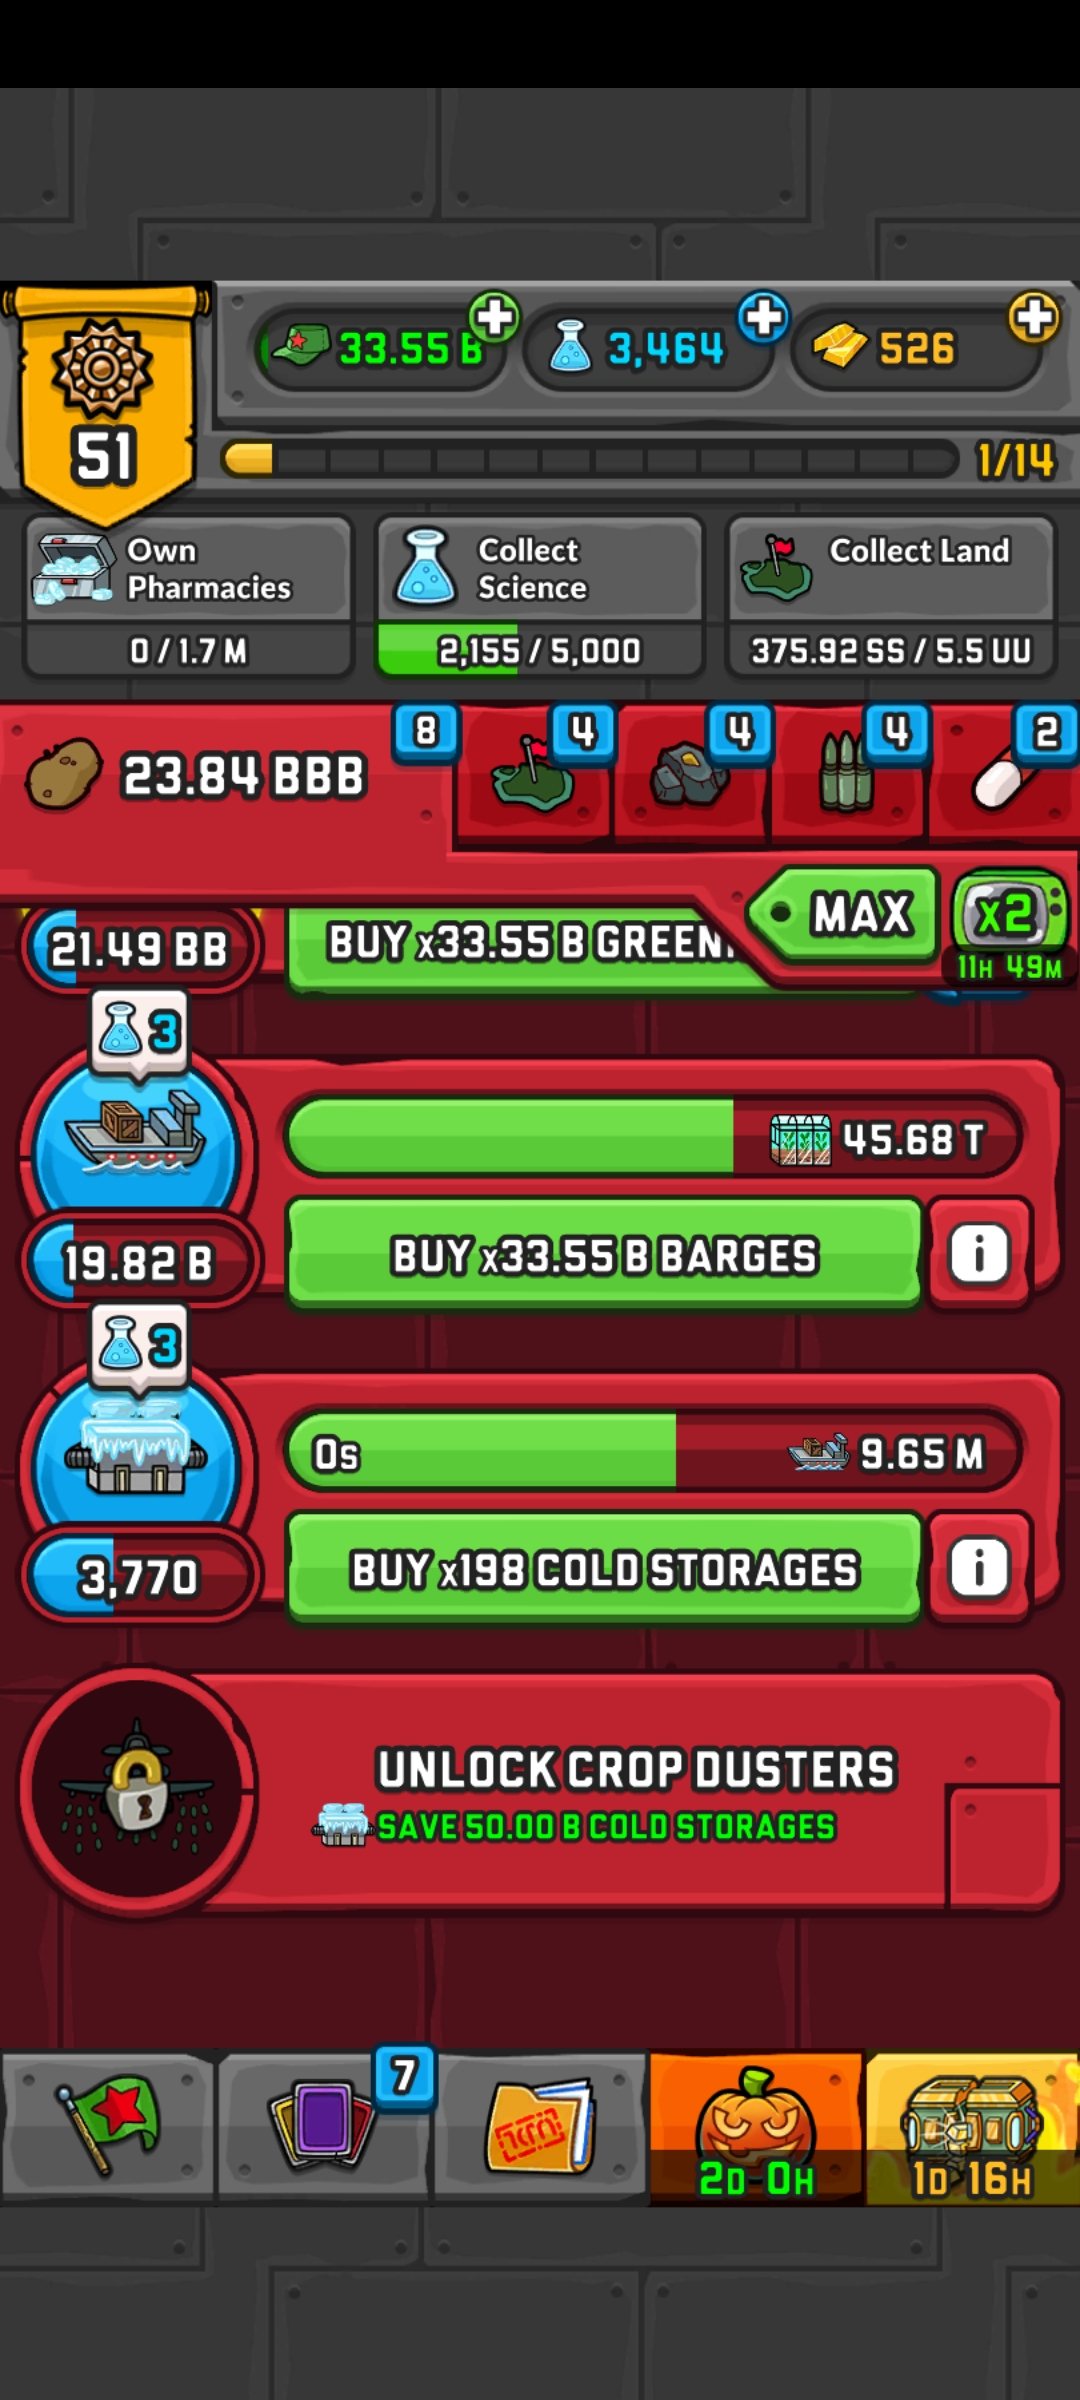 33.55 B
3,464
526
51
1/14
Own
Pharmacies
0 / 1.7 M
Collect
Science
2,155 / 5,000
Collect Land
375.92 SS / 5.5 UU
23.84 BBB
8
4
4
4
2
MAX
x2
11H 49M
21.49 BB
BUY x33.55 B
3
45.68 T
19.82 B
BUY x33.55 B BARGES
i
3
0s
9.65 M
3,770
BUY x198 COLD STORAGES
i
UNLOCK CROP DUSTERS
SAVE 50.00 B COLD STORAGES
7
2D 0H
1D 16H